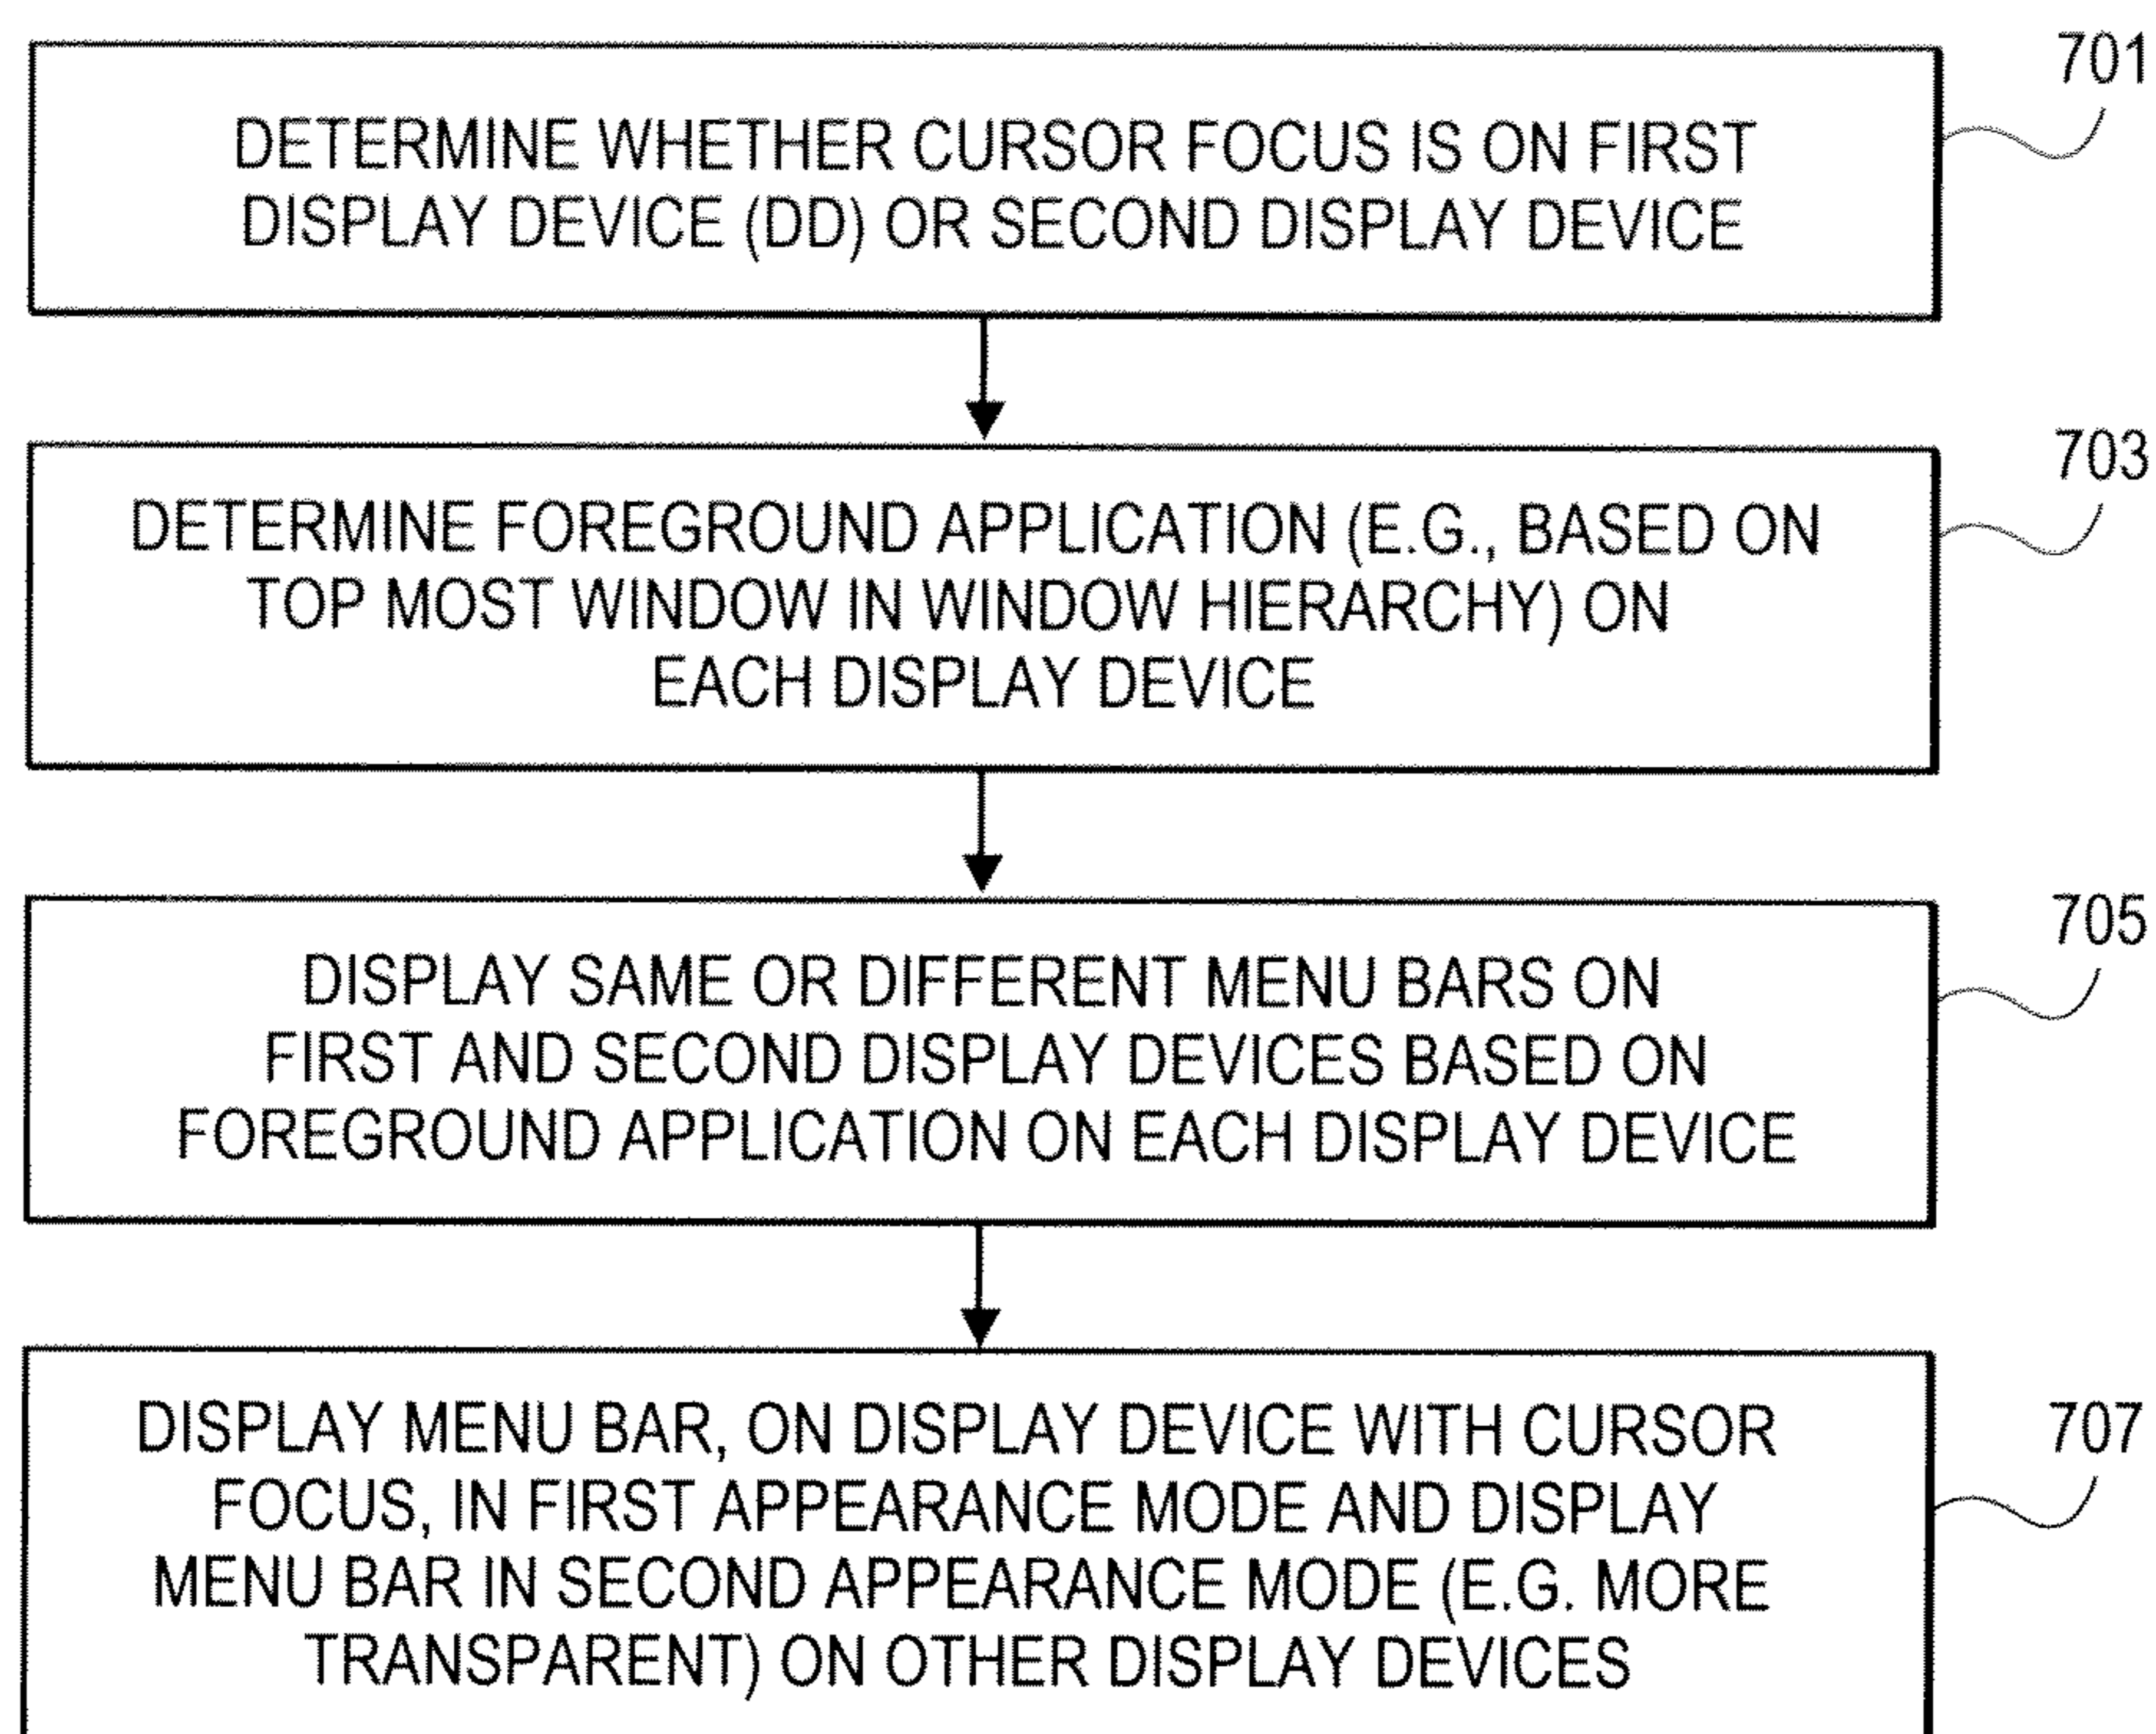 701
DETERMINE WHETHER CURSOR FOCUS IS ON FIRST
DISPLAY DEVICE (DD) OR SECOND DISPLAY DEVICE
703
DETERMINE FOREGROUND APPLICATION (E.G., BASED ON
TOP MOST WINDOW IN WINDOW HIERARCHY) ON
EACH DISPLAY DEVICE
705
DISPLAY SAME OR DIFFERENT MENU BARS ON
FIRST AND SECOND DISPLAY DEVICES BASED ON
FOREGROUND APPLICATION ON EACH DISPLAY DEVICE
707
DISPLAY MENU BAR, ON DISPLAY DEVICE WITH CURSOR
FOCUS, IN FIRST APPEARANCE MODE AND DISPLAY
MENU BAR IN SECOND APPEARANCE MODE (E.G. MORE
TRANSPARENT) ON OTHER DISPLAY DEVICES